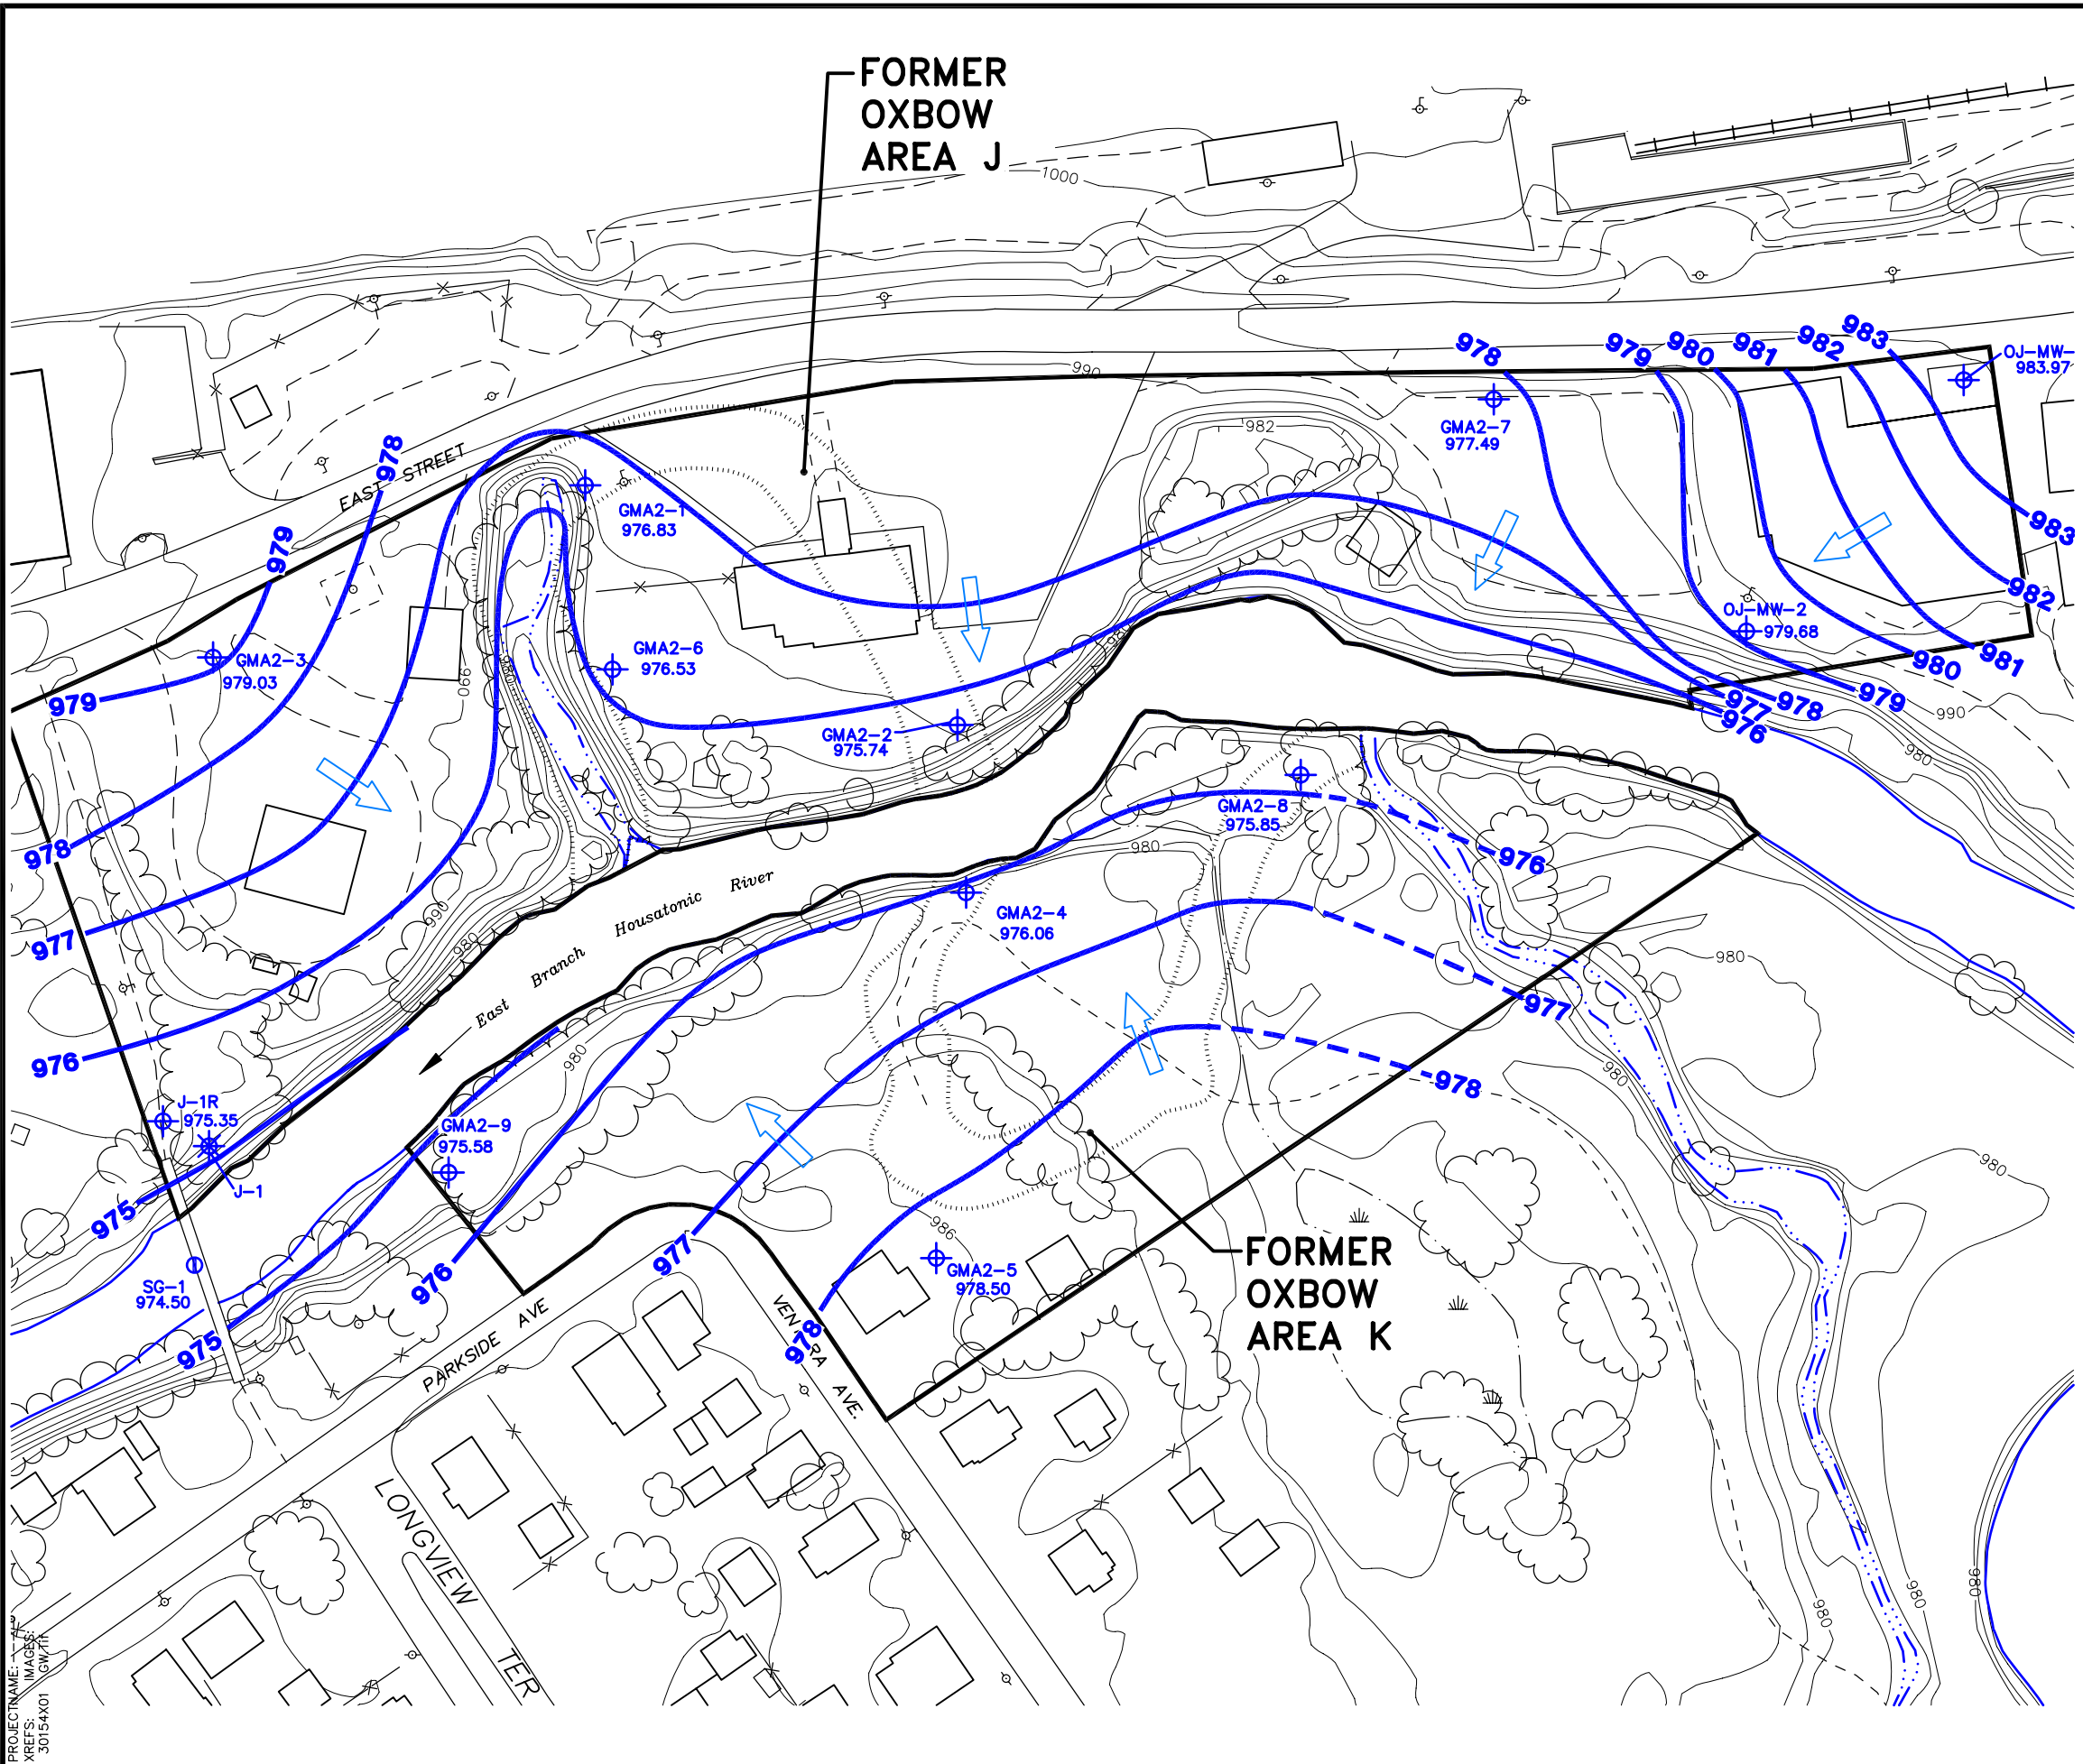 FORMER
OXBOW
AREA J
1000
990
982
978
979
980
981
982
983
OJ-MW-
983.97
GMA2-7
977.49
EAST STREET
978
979
GMA2-1
976.83
983
982
OJ-MW-2
979.68
GMA2-3
979.03
GMA2-6
976.53
980
990
980
981
980
979
979
978
977
976
990
980
GMA2-2
975.74
GMA2-8
975.85
978
980
976
977
990
980
East Branch Housatonic River
GMA2-4
976.06
980
977
976
980
980
978
J-1R
975.35
GMA2-9
975.58
J-1
975
986
980
977
976
SG-1
974.50
GMA2-5
978.50
FORMER
OXBOW
AREA K
975
978
PARKSIDE AVE
VENTURA AVE.
LONGVIEW TER
980
980
980
PROJECTNAME: ----
XREFS: IMAGES:
30154X01 GW.Tif